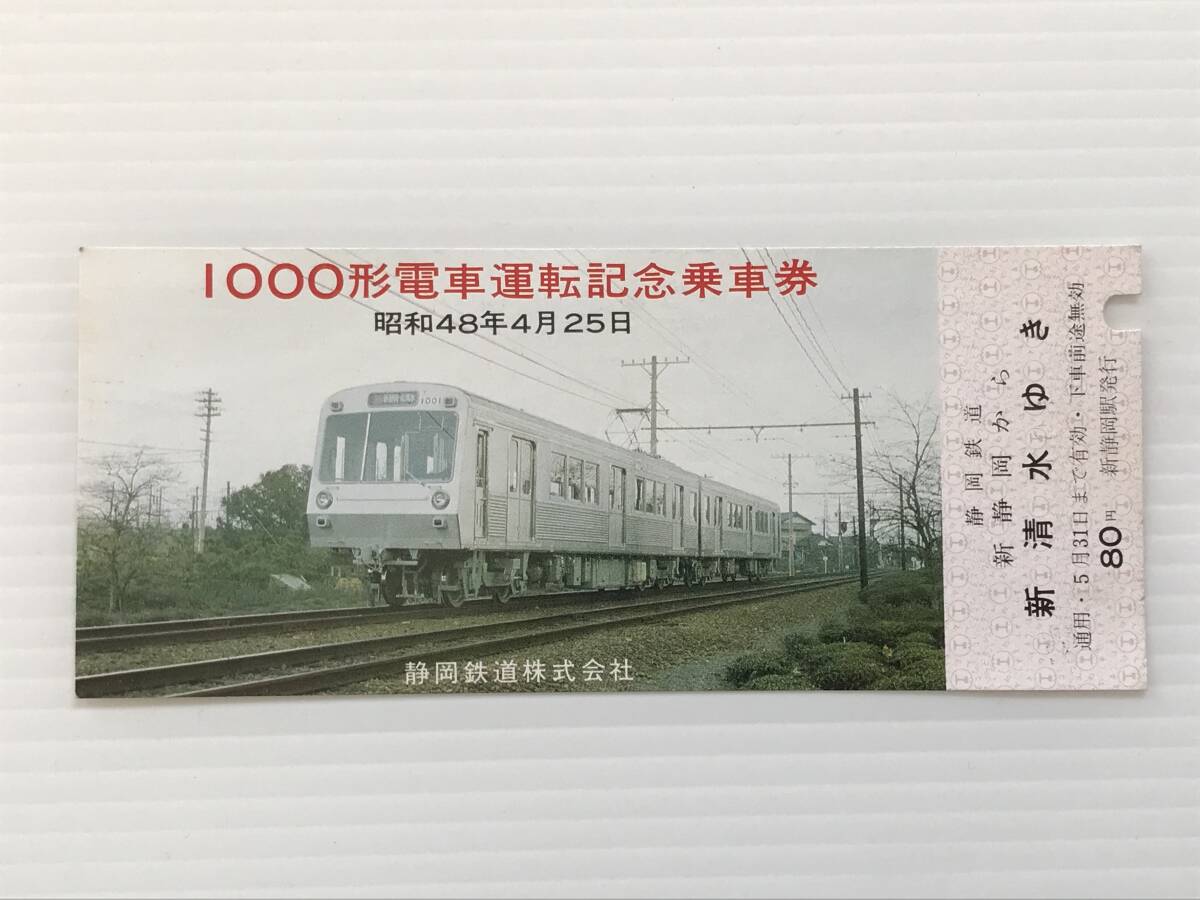 1000形電車運転記念乗車券
昭和48年4月25日
1001
静岡鉄道株式会社
静岡鉄道
新静岡から
新清水ゆき
通用・5月31日まで有効・下車前途無効
80円 新静岡駅発行